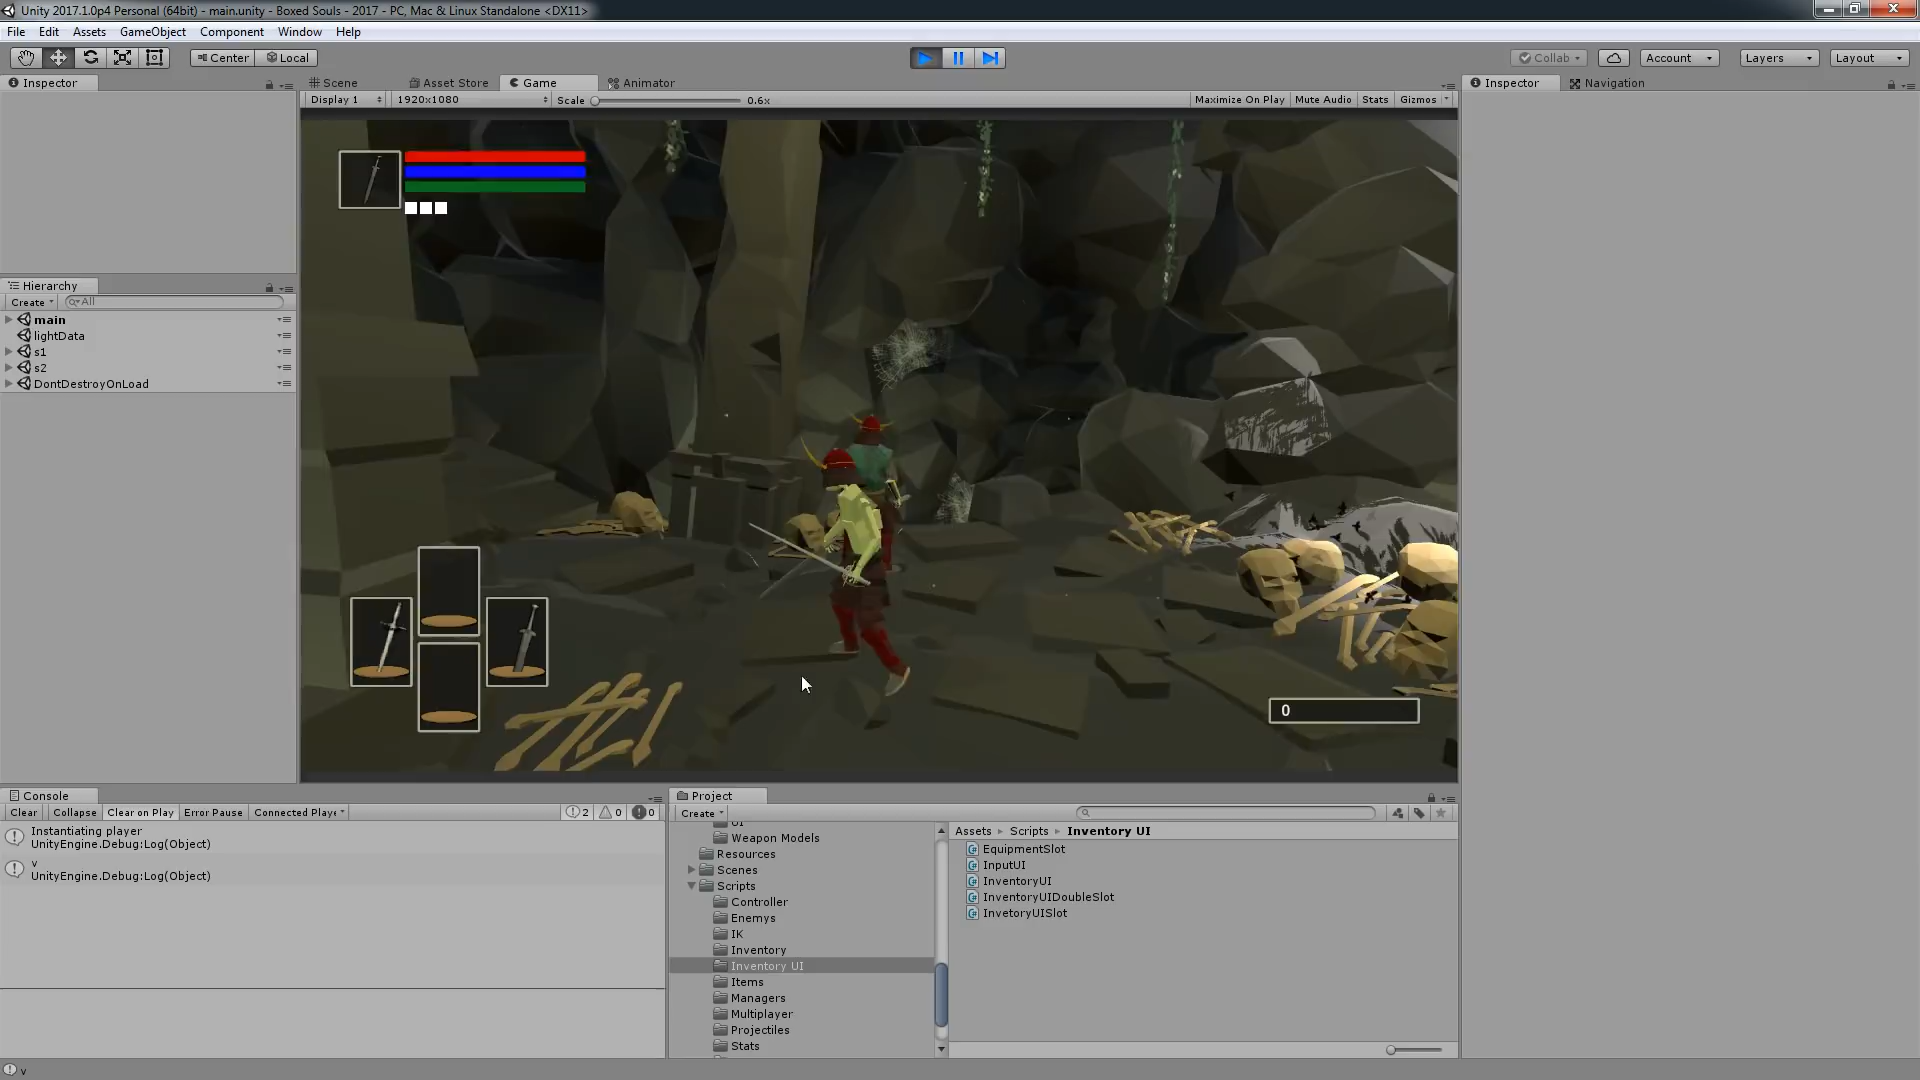 Unity 2017.1.0p4 Personal (64bit) - main.unity - Boxed Souls - 2017 - PC, Mac & Linux Standalone <DX11>
File Edit Assets GameObject Component Window Help
Center Local Collab Account Layers Layout
Inspector
Scene Asset Store Game Animator
Inspector Navigation
Display 1 1920x1080 Scale 0.6x Maximize On Play Mute Audio Stats Gizmos
Hierarchy
Create All
main
lightData
s1
s2
DontDestroyOnLoad
0
Console
Clear Collapse Clear on Play Error Pause Connected Playe 2 0 0
Instantiating player
UnityEngine.Debug:Log(Object)
v
UnityEngine.Debug:Log(Object)
Project
Create
UI
Weapon Models
Resources
Scenes
Scripts
Controller
Enemys
IK
Inventory
Inventory UI
Items
Managers
Multiplayer
Projectiles
Stats
Assets Scripts Inventory UI
EquipmentSlot
InputUI
InventoryUI
InventoryUIDoubleSlot
InvetoryUISlot
v